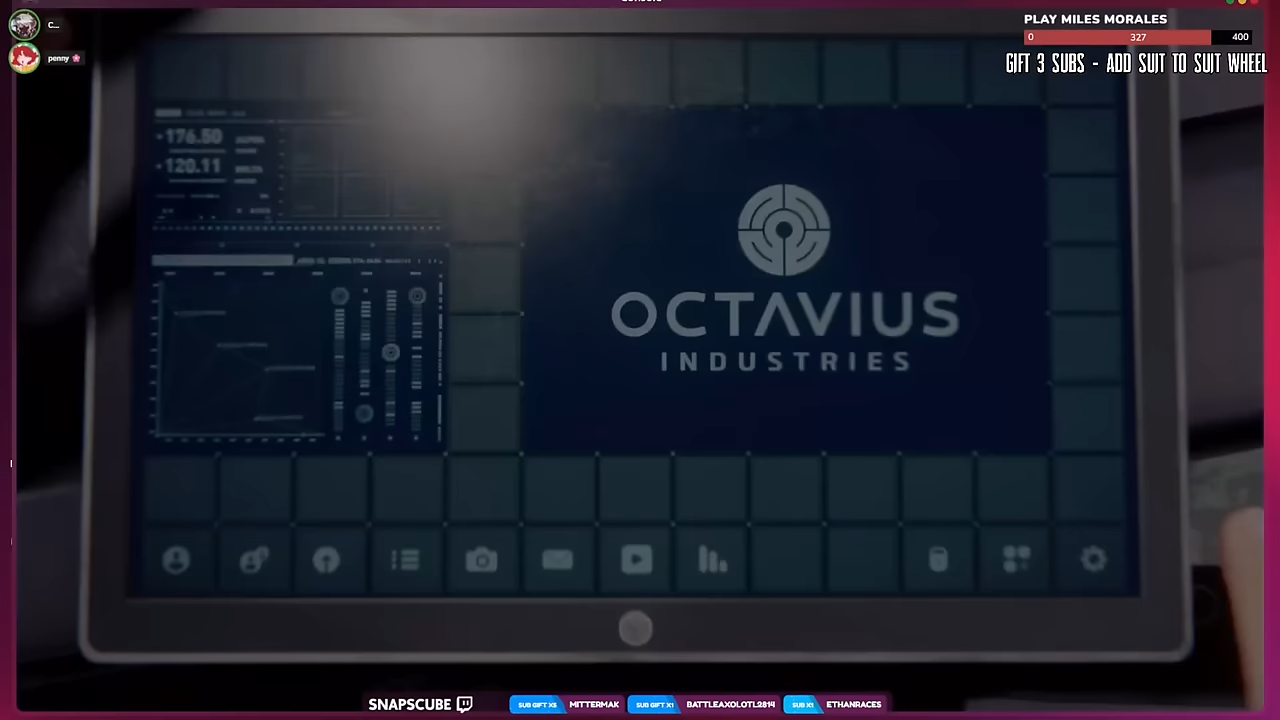 C...
penny
PLAY MILES MORALES
0 327 400
GIFT 3 SUBS - ADD SUIT TO SUIT WHEEL
176.50
120.11
OCTAVIUS
INDUSTRIES
SNAPSCUBE
SUB GIFT X5 MITTERMAK SUB GIFT X1 BATTLEAXOLOTL2814 SUB X1 ETHANRACES